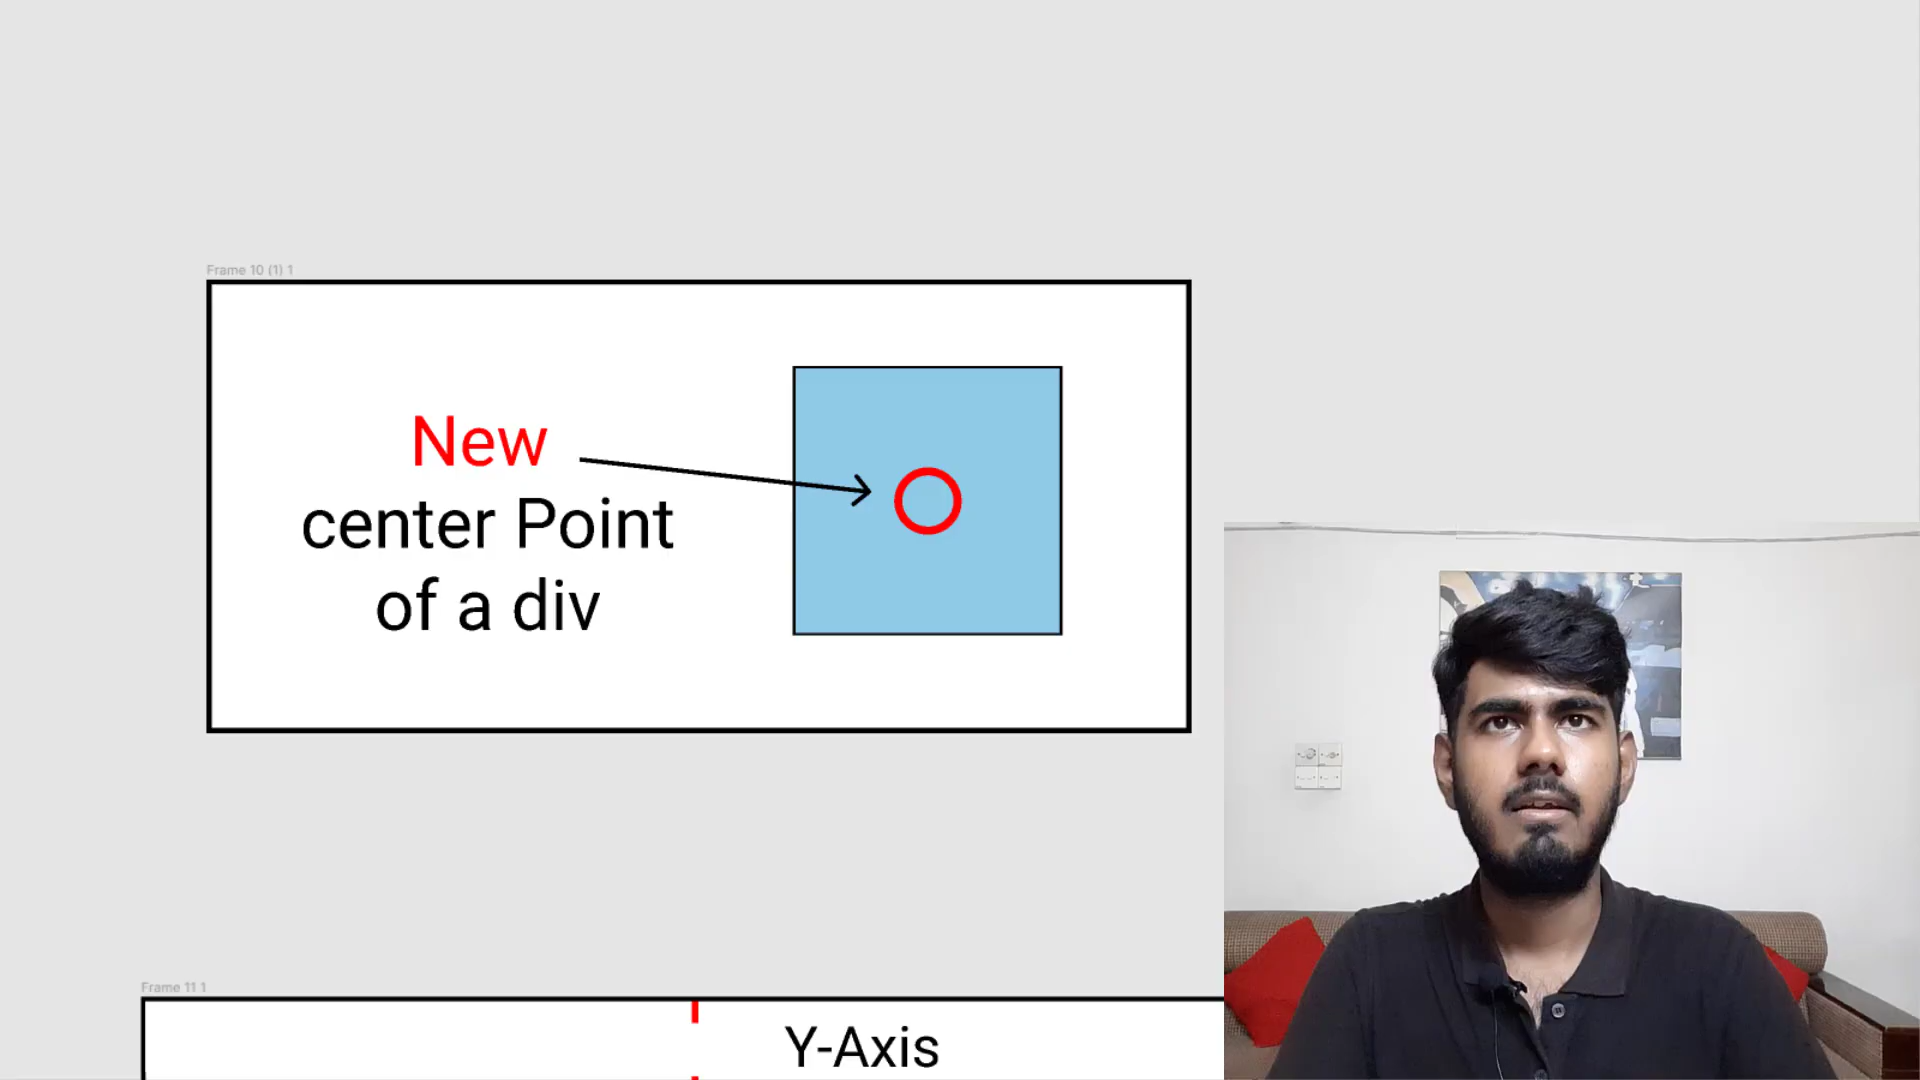 Frame 10 (1) 1
New
center Point
of a div
Frame 11 1
Y-Axis